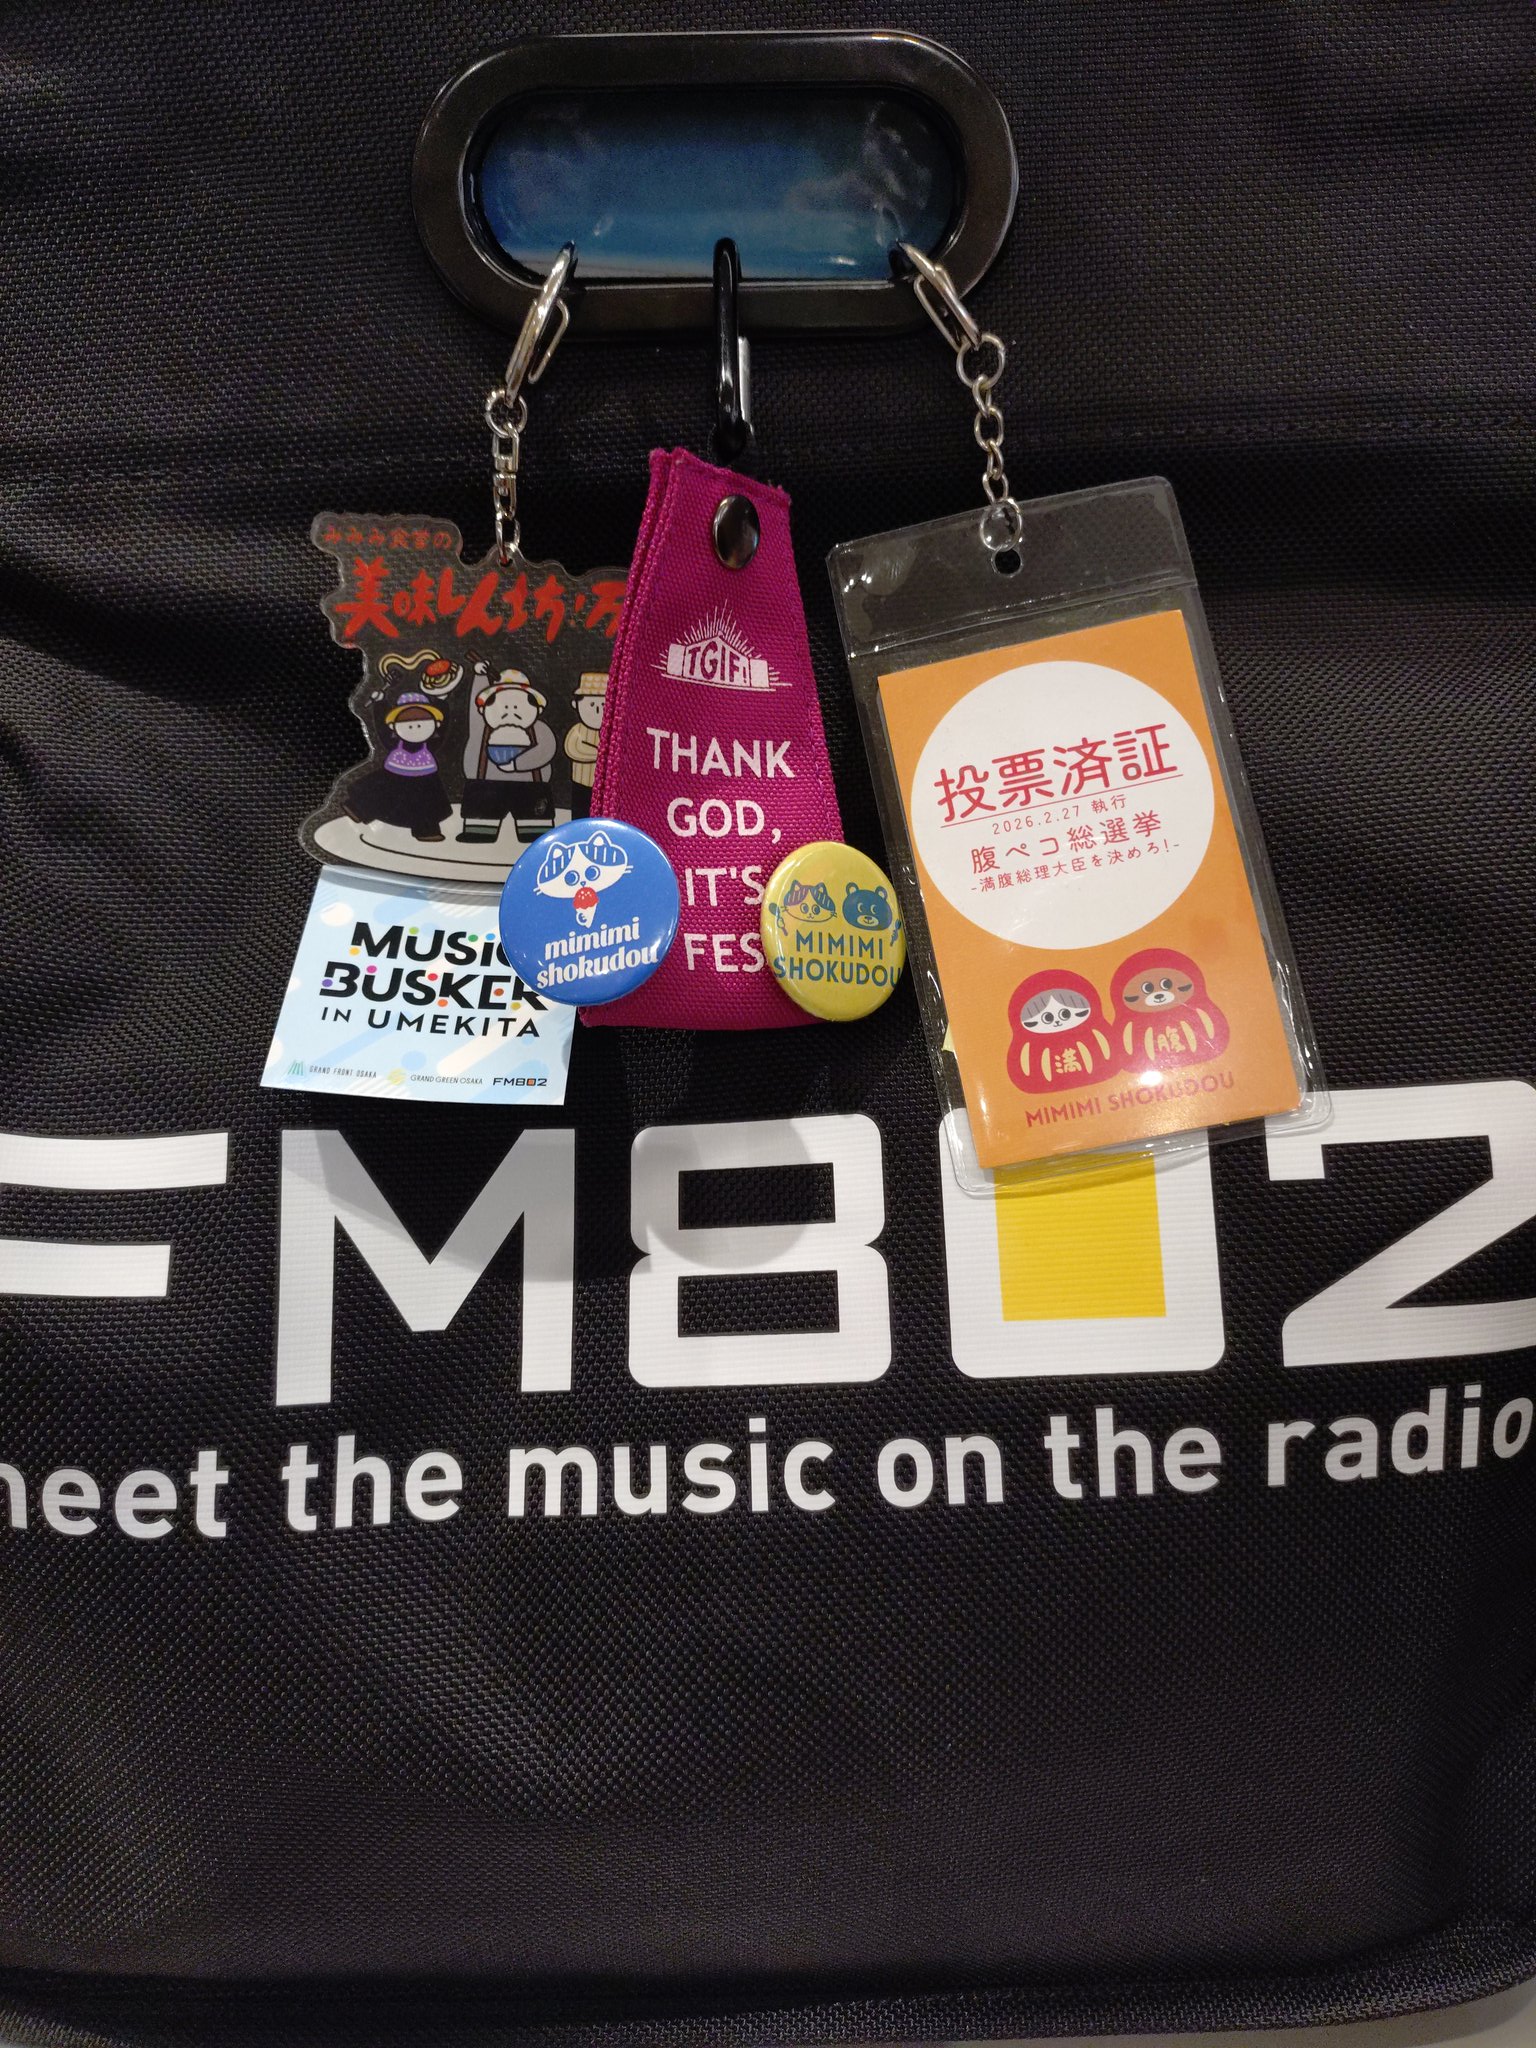 みみみ食堂の
美味しんち坊!万
TGIF!
THANK
GOD,
IT'S
FES
mimimi
shokudou
MIMIMI
SHOKUDOU
MUSIC
BUSKER
IN UMEKITA
GRAND FRONT OSAKA
GRAND GREEN OSAKA
FM802
投票済証
2026.2.27 執行
腹ペコ総選挙
-満腹総理大臣を決めろ!-
満
腹
MIMIMI SHOKUDOU
FM802
meet the music on the radio